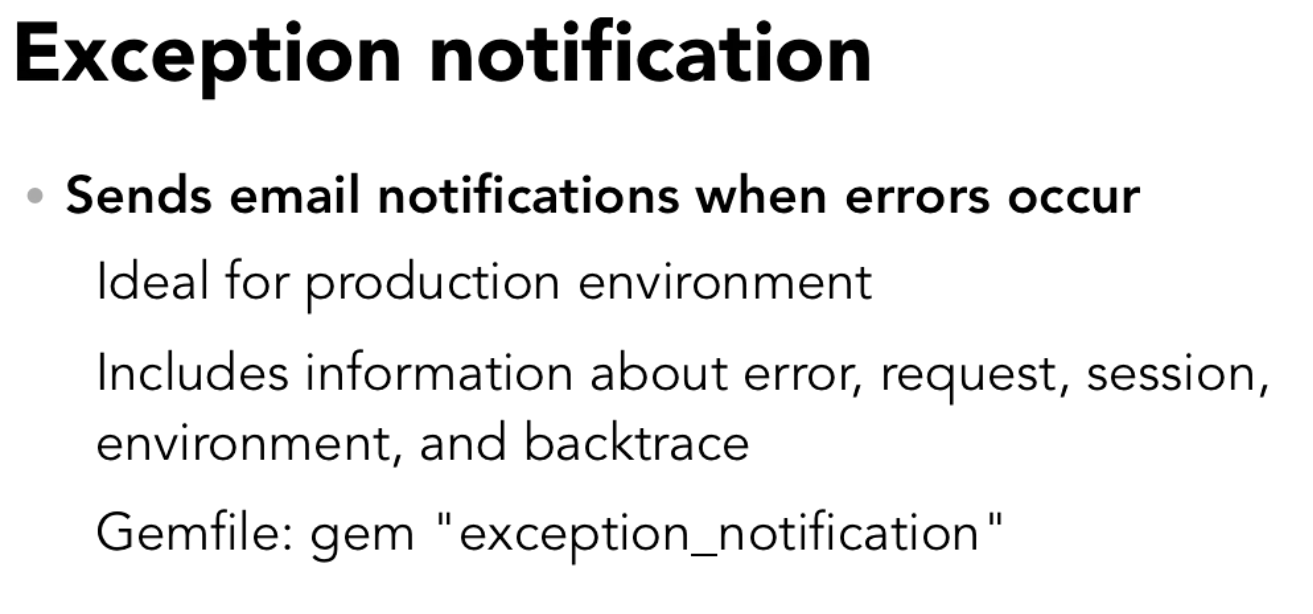 Exception notification
• Sends email notifications when errors occur
Ideal for production environment
Includes information about error, request, session,
environment, and backtrace
Gemfile: gem "exception_notification"